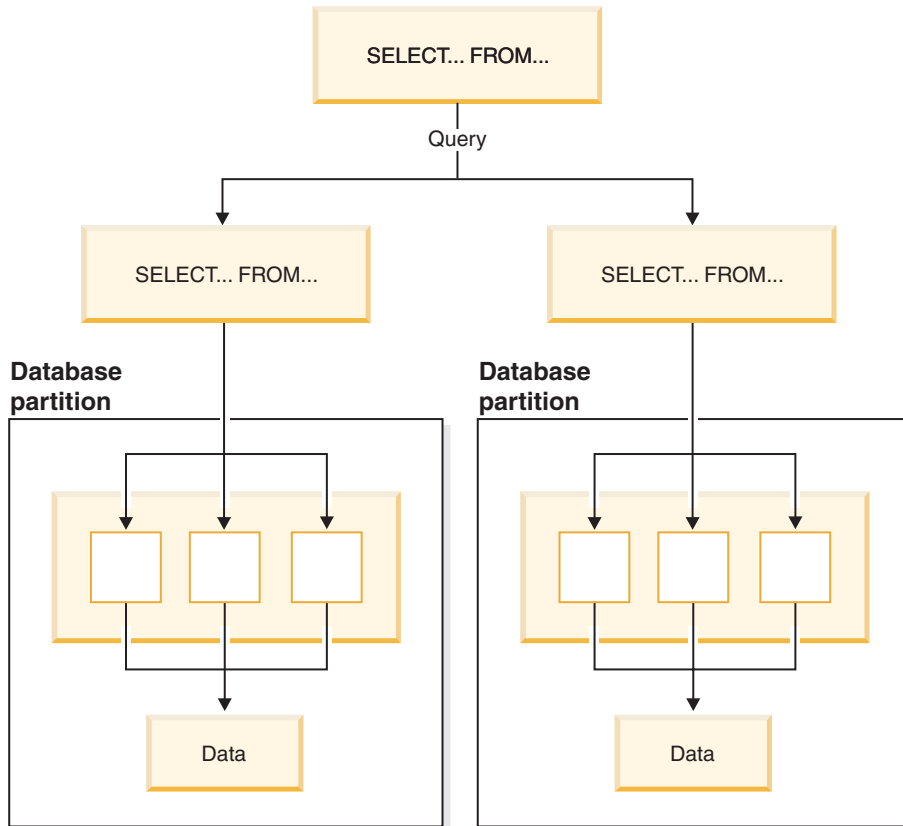 SELECT... FROM...
Query
SELECT... FROM...
SELECT... FROM...
Database
partition
Database
partition
Data
Data